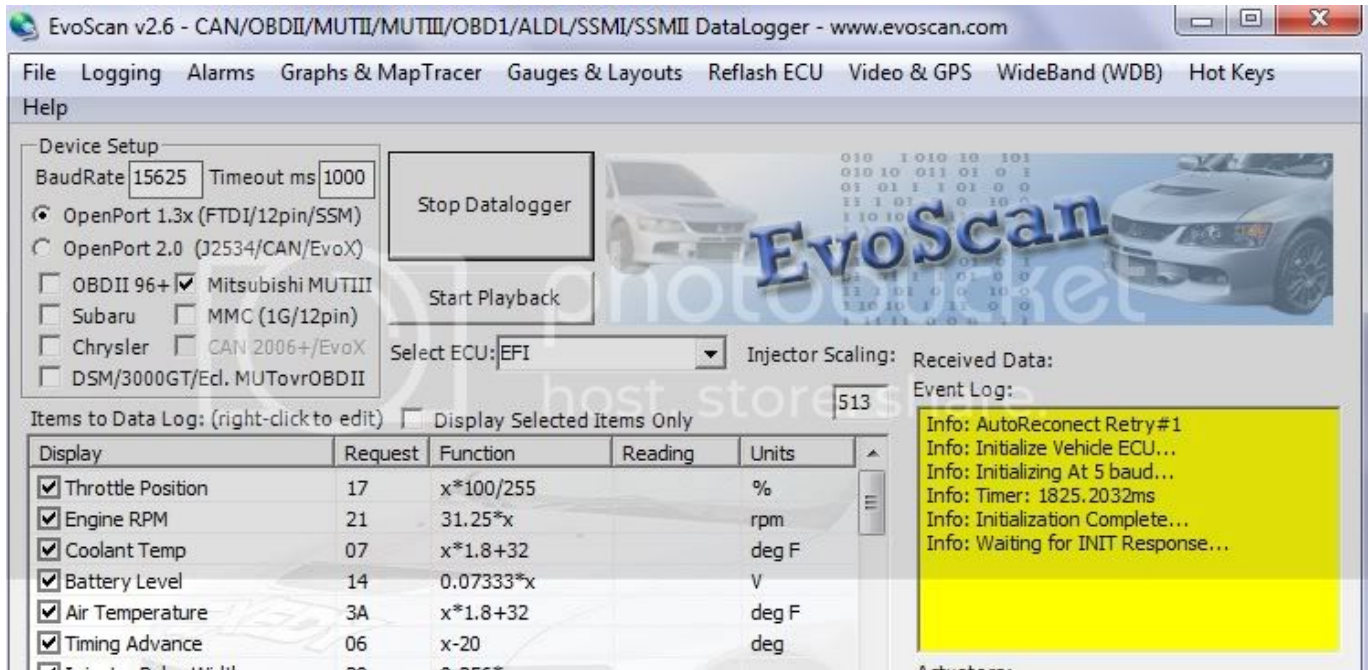 EvoScan v2.6 - CAN/OBDII/MUTII/MUTIII/OBD1/ALDL/SSMI/SSMII DataLogger - www.evoscan.com
File Logging Alarms Graphs & MapTracer Gauges & Layouts Reflash ECU Video & GPS WideBand (WDB) Hot Keys
Help
Device Setup
BaudRate 15625 Timeout ms 1000
OpenPort 1.3x (FTDI/12pin/SSM)
OpenPort 2.0 (J2534/CAN/EvoX)
OBDII 96+ Mitsubishi MUTIII
Subaru MMC (1G/12pin)
Chrysler CAN 2006+/EvoX
DSM/3000GT/Ecl. MUTovrOBDII
Stop Datalogger
Start Playback
EvoScan
photobucket
host. store. share.
Select ECU: EFI
Injector Scaling:
513
Received Data:
Event Log:
Info: AutoReconect Retry#1
Info: Initialize Vehicle ECU...
Info: Initializing At 5 baud...
Info: Timer: 1825.2032ms
Info: Initialization Complete...
Info: Waiting for INIT Response...
Items to Data Log: (right-click to edit) Display Selected Items Only
Display Request Function Reading Units
Throttle Position 17 x*100/255 %
Engine RPM 21 31.25*x rpm
Coolant Temp 07 x*1.8+32 deg F
Battery Level 14 0.07333*x V
Air Temperature 3A x*1.8+32 deg F
Timing Advance 06 x-20 deg